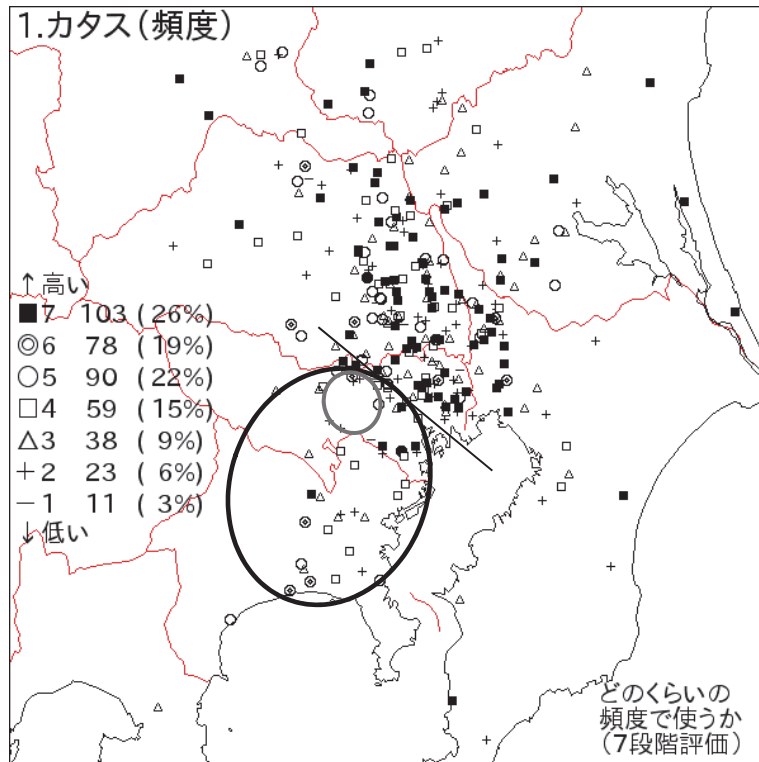 1.カタス(頻度)
↑高い
■7 103 (26%)
◎6 78 (19%)
○5 90 (22%)
□4 59 (15%)
△3 38 ( 9%)
+2 23 ( 6%)
−1 11 ( 3%)
↓低い
どのくらいの
頻度で使うか
(7段階評価)